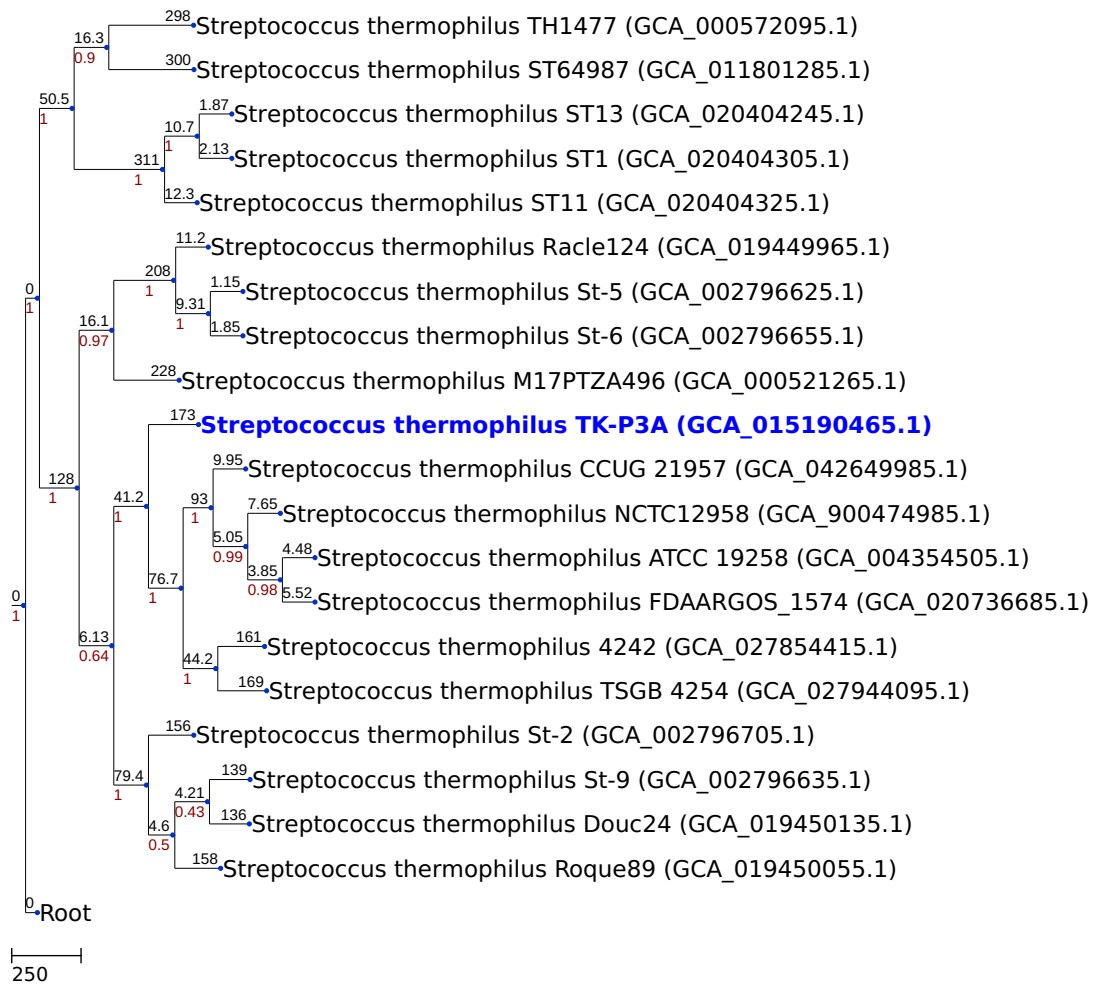 298
Streptococcus thermophilus TH1477 (GCA_000572095.1)
16.3
0.9
300
Streptococcus thermophilus ST64987 (GCA_011801285.1)
50.5
1
1.87
Streptococcus thermophilus ST13 (GCA_020404245.1)
10.7
1
2.13
Streptococcus thermophilus ST1 (GCA_020404305.1)
311
1
12.3
Streptococcus thermophilus ST11 (GCA_020404325.1)
11.2
Streptococcus thermophilus Racle124 (GCA_019449965.1)
208
1
0
1
1.15
Streptococcus thermophilus St-5 (GCA_002796625.1)
9.31
1
1.85
Streptococcus thermophilus St-6 (GCA_002796655.1)
16.1
0.97
228
Streptococcus thermophilus M17PTZA496 (GCA_000521265.1)
173
Streptococcus thermophilus TK-P3A (GCA_015190465.1)
9.95
Streptococcus thermophilus CCUG 21957 (GCA_042649985.1)
128
1
41.2
1
93
1
7.65
Streptococcus thermophilus NCTC12958 (GCA_900474985.1)
5.05
0.99
4.48
Streptococcus thermophilus ATCC 19258 (GCA_004354505.1)
3.85
0.98
76.7
1
5.52
Streptococcus thermophilus FDAARGOS_1574 (GCA_020736685.1)
0
1
6.13
0.64
161
Streptococcus thermophilus 4242 (GCA_027854415.1)
44.2
1
169
Streptococcus thermophilus TSGB 4254 (GCA_027944095.1)
156
Streptococcus thermophilus St-2 (GCA_002796705.1)
79.4
1
139
Streptococcus thermophilus St-9 (GCA_002796635.1)
4.21
0.43
136
Streptococcus thermophilus Douc24 (GCA_019450135.1)
4.6
0.5
158
Streptococcus thermophilus Roque89 (GCA_019450055.1)
0
Root
250